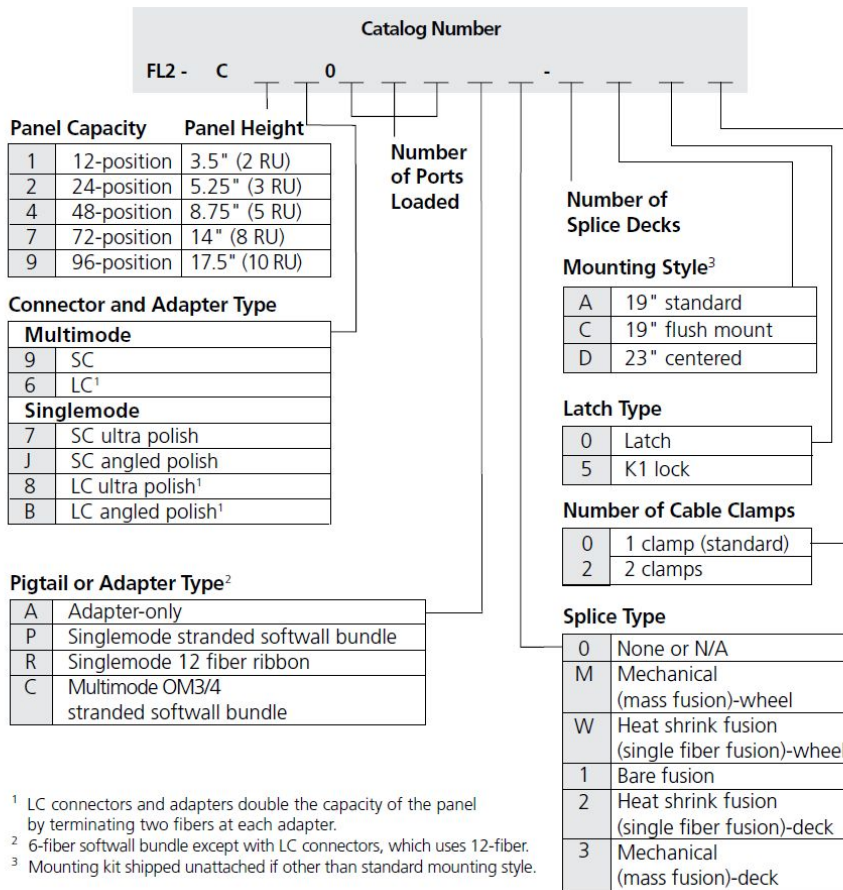 Catalog Number
FL2 - C _ _ 0 _ _ _ _ _ - _ _ _ _
Panel Capacity Panel Height
1 12-position 3.5" (2 RU)
2 24-position 5.25" (3 RU)
4 48-position 8.75" (5 RU)
7 72-position 14" (8 RU)
9 96-position 17.5" (10 RU)
Number
of Ports
Loaded
Connector and Adapter Type
Multimode
9 SC
6 LC¹
Singlemode
7 SC ultra polish
J SC angled polish
8 LC ultra polish¹
B LC angled polish¹
Pigtail or Adapter Type²
A Adapter-only
P Singlemode stranded softwall bundle
R Singlemode 12 fiber ribbon
C Multimode OM3/4
stranded softwall bundle
Number of
Splice Decks
Mounting Style³
A 19" standard
C 19" flush mount
D 23" centered
Latch Type
0 Latch
5 K1 lock
Number of Cable Clamps
0 1 clamp (standard)
2 2 clamps
Splice Type
0 None or N/A
M Mechanical
(mass fusion)-wheel
W Heat shrink fusion
(single fiber fusion)-wheel
1 Bare fusion
2 Heat shrink fusion
(single fiber fusion)-deck
3 Mechanical
(mass fusion)-deck
¹ LC connectors and adapters double the capacity of the panel
by terminating two fibers at each adapter.
² 6-fiber softwall bundle except with LC connectors, which uses 12-fiber.
³ Mounting kit shipped unattached if other than standard mounting style.